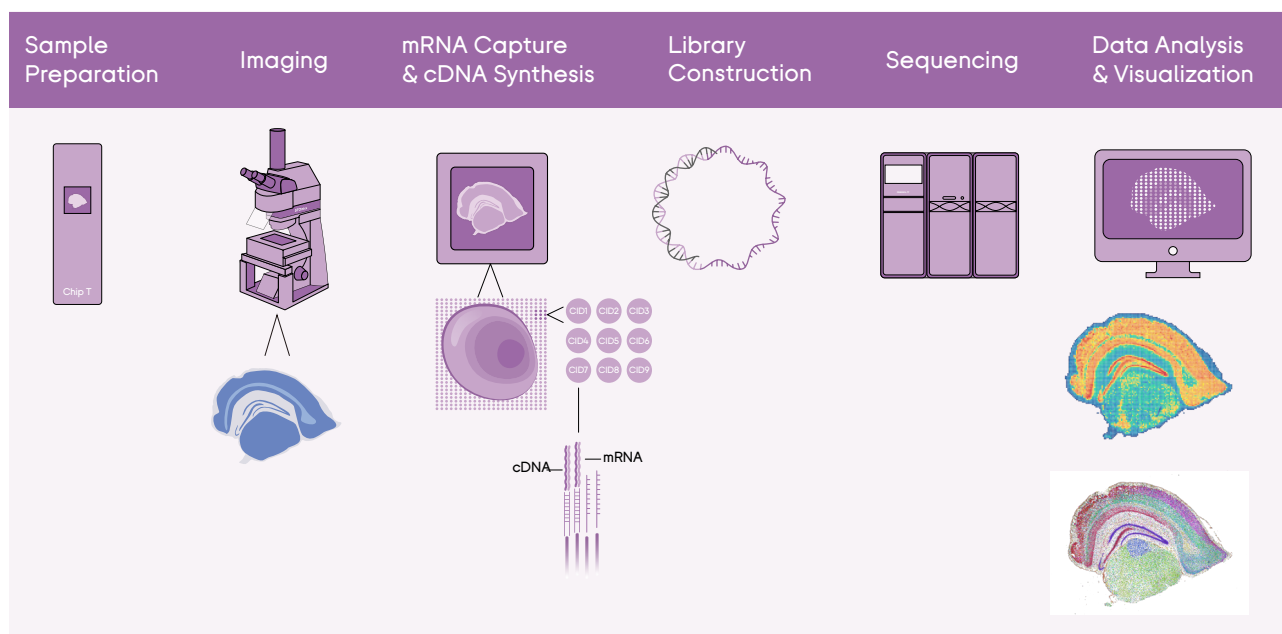 Sample
Preparation
Imaging
mRNA Capture
& cDNA Synthesis
Library
Construction
Sequencing
Data Analysis
& Visualization
Chip T
CID1 CID2 CID3
CID4 CID5 CID6
CID7 CID8 CID9
cDNA
mRNA